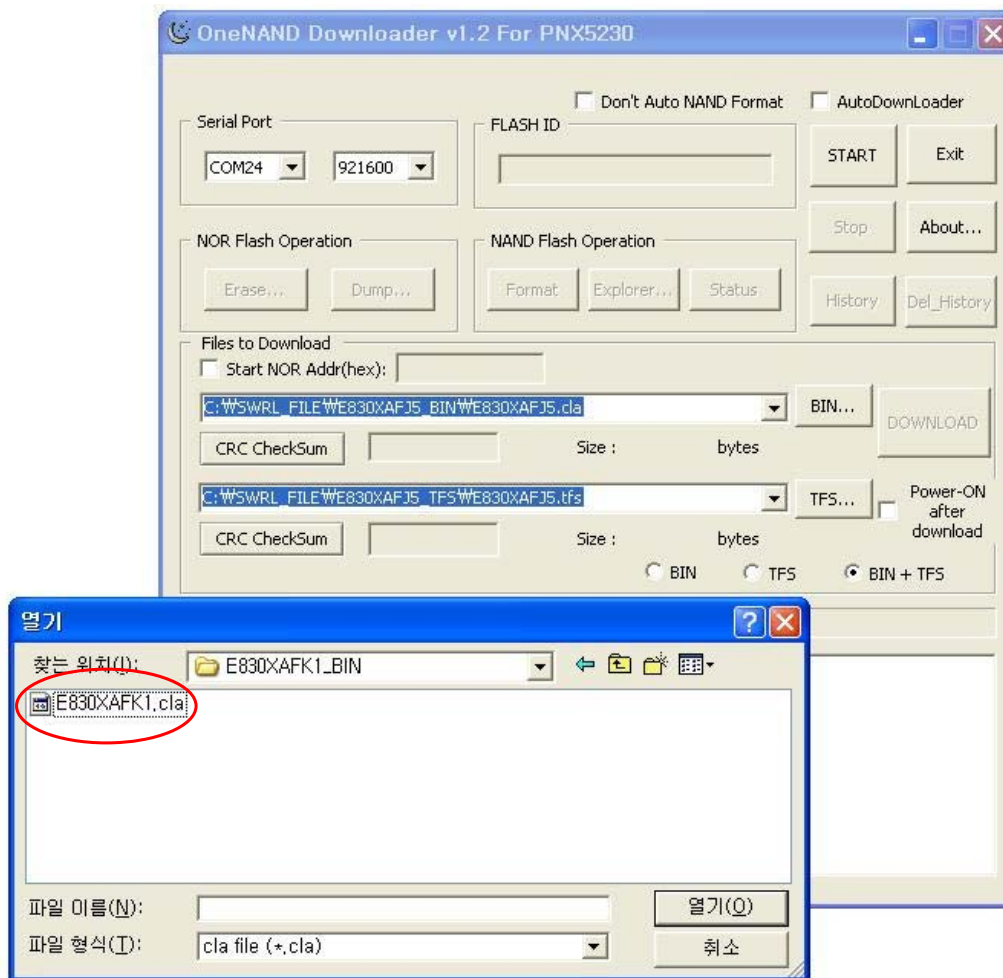 OneNAND Downloader v1.2 For PNX5230
Don't Auto NAND Format AutoDownLoader
Serial Port FLASH ID
COM24 921600 START Exit
Stop About...
NOR Flash Operation NAND Flash Operation
Erase... Dump... Format Explorer... Status History Del_History
Files to Download
Start NOR Addr(hex):
C:₩SWRL_FILE₩E830XAFJ5_BIN₩E830XAFJ5.cla BIN... DOWNLOAD
CRC CheckSum Size : bytes
C:₩SWRL_FILE₩E830XAFJ5_TFS₩E830XAFJ5.tfs TFS... Power-ON
after
download
CRC CheckSum Size : bytes
BIN TFS BIN + TFS
열기
찾는 위치(I): E830XAFK1_BIN
E830XAFK1.cla
파일 이름(N): 열기(O)
파일 형식(T): cla file (*.cla) 취소